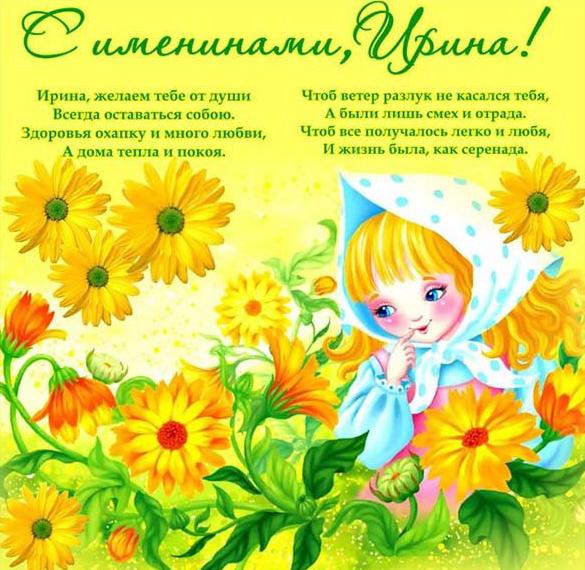 С именинами, Ирина!
Ирина, желаем тебе от души
Всегда оставаться собою.
Здоровья охапку и много любви,
А дома тепла и покоя.
Чтоб ветер разлук не касался тебя,
А были лишь смех и отрада.
Чтоб все получалось легко и любя,
И жизнь была, как серенада.